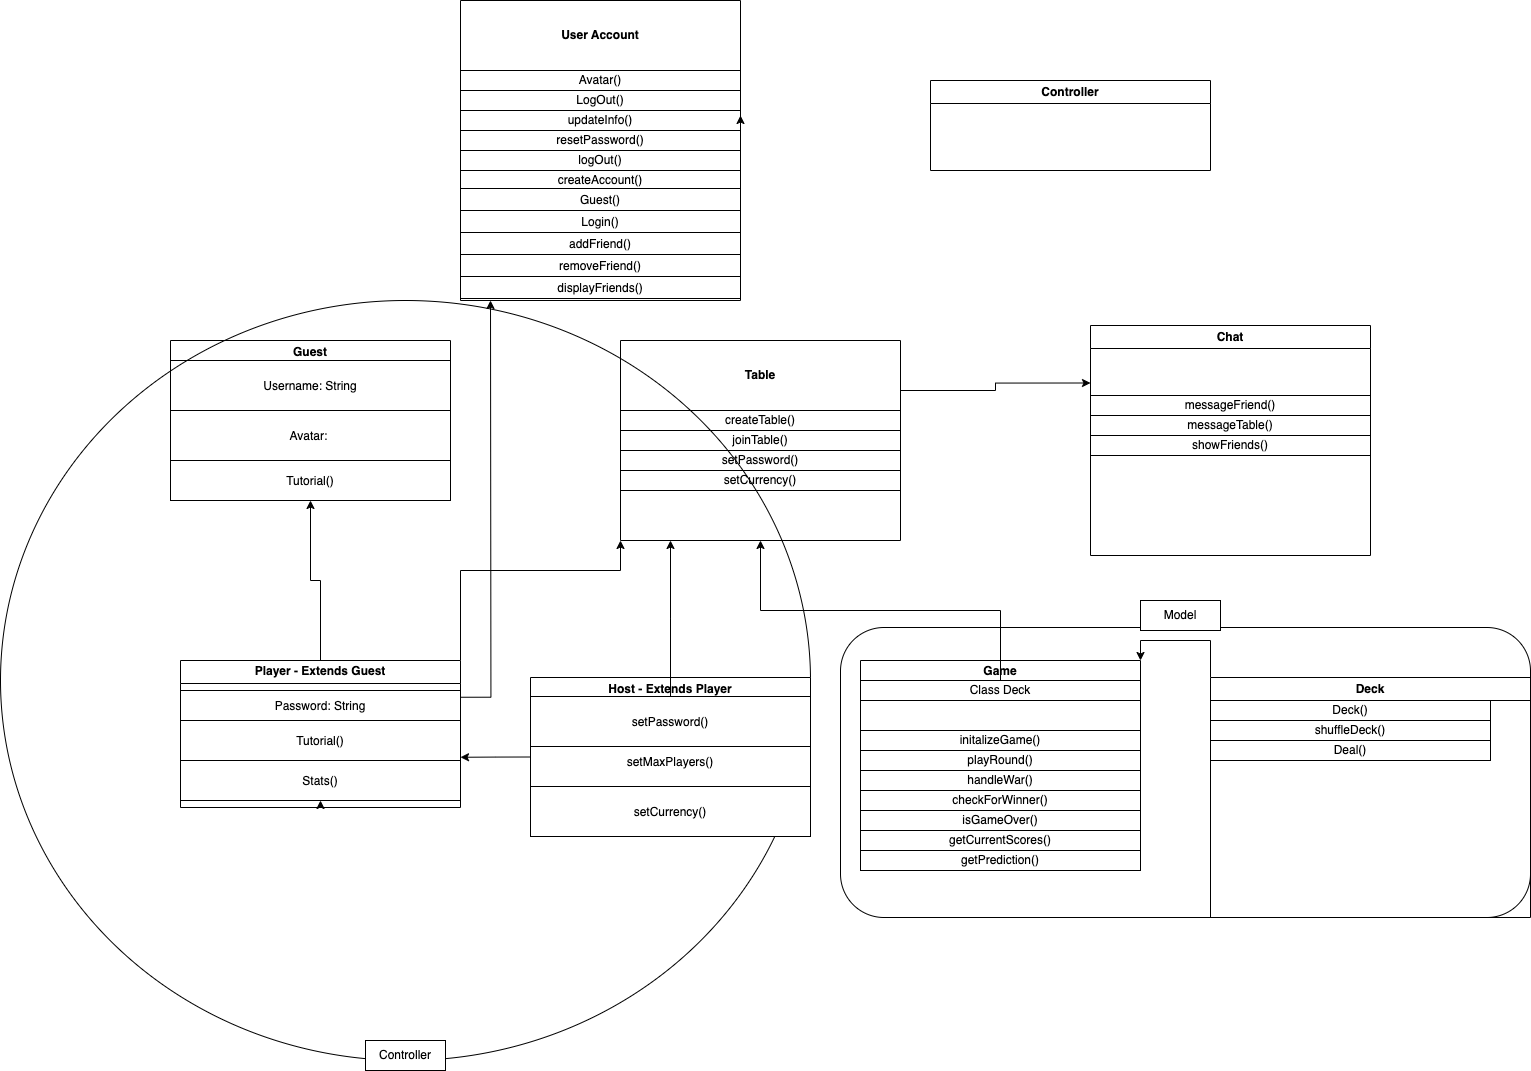 User Account
Avatar()
LogOut()
updateInfo()
resetPassword()
logOut()
createAccount()
Guest()
Login()
addFriend()
removeFriend()
displayFriends()
Controller
Guest
Username: String
Avatar:
Tutorial()
Table
createTable()
joinTable()
setPassword()
setCurrency()
Chat
messageFriend()
messageTable()
showFriends()
Player - Extends Guest
Password: String
Tutorial()
Stats()
Host - Extends Player
setPassword()
setMaxPlayers()
setCurrency()
Model
Game
Class Deck
initalizeGame()
playRound()
handleWar()
checkForWinner()
isGameOver()
getCurrentScores()
getPrediction()
Deck
Deck()
shuffleDeck()
Deal()
Controller